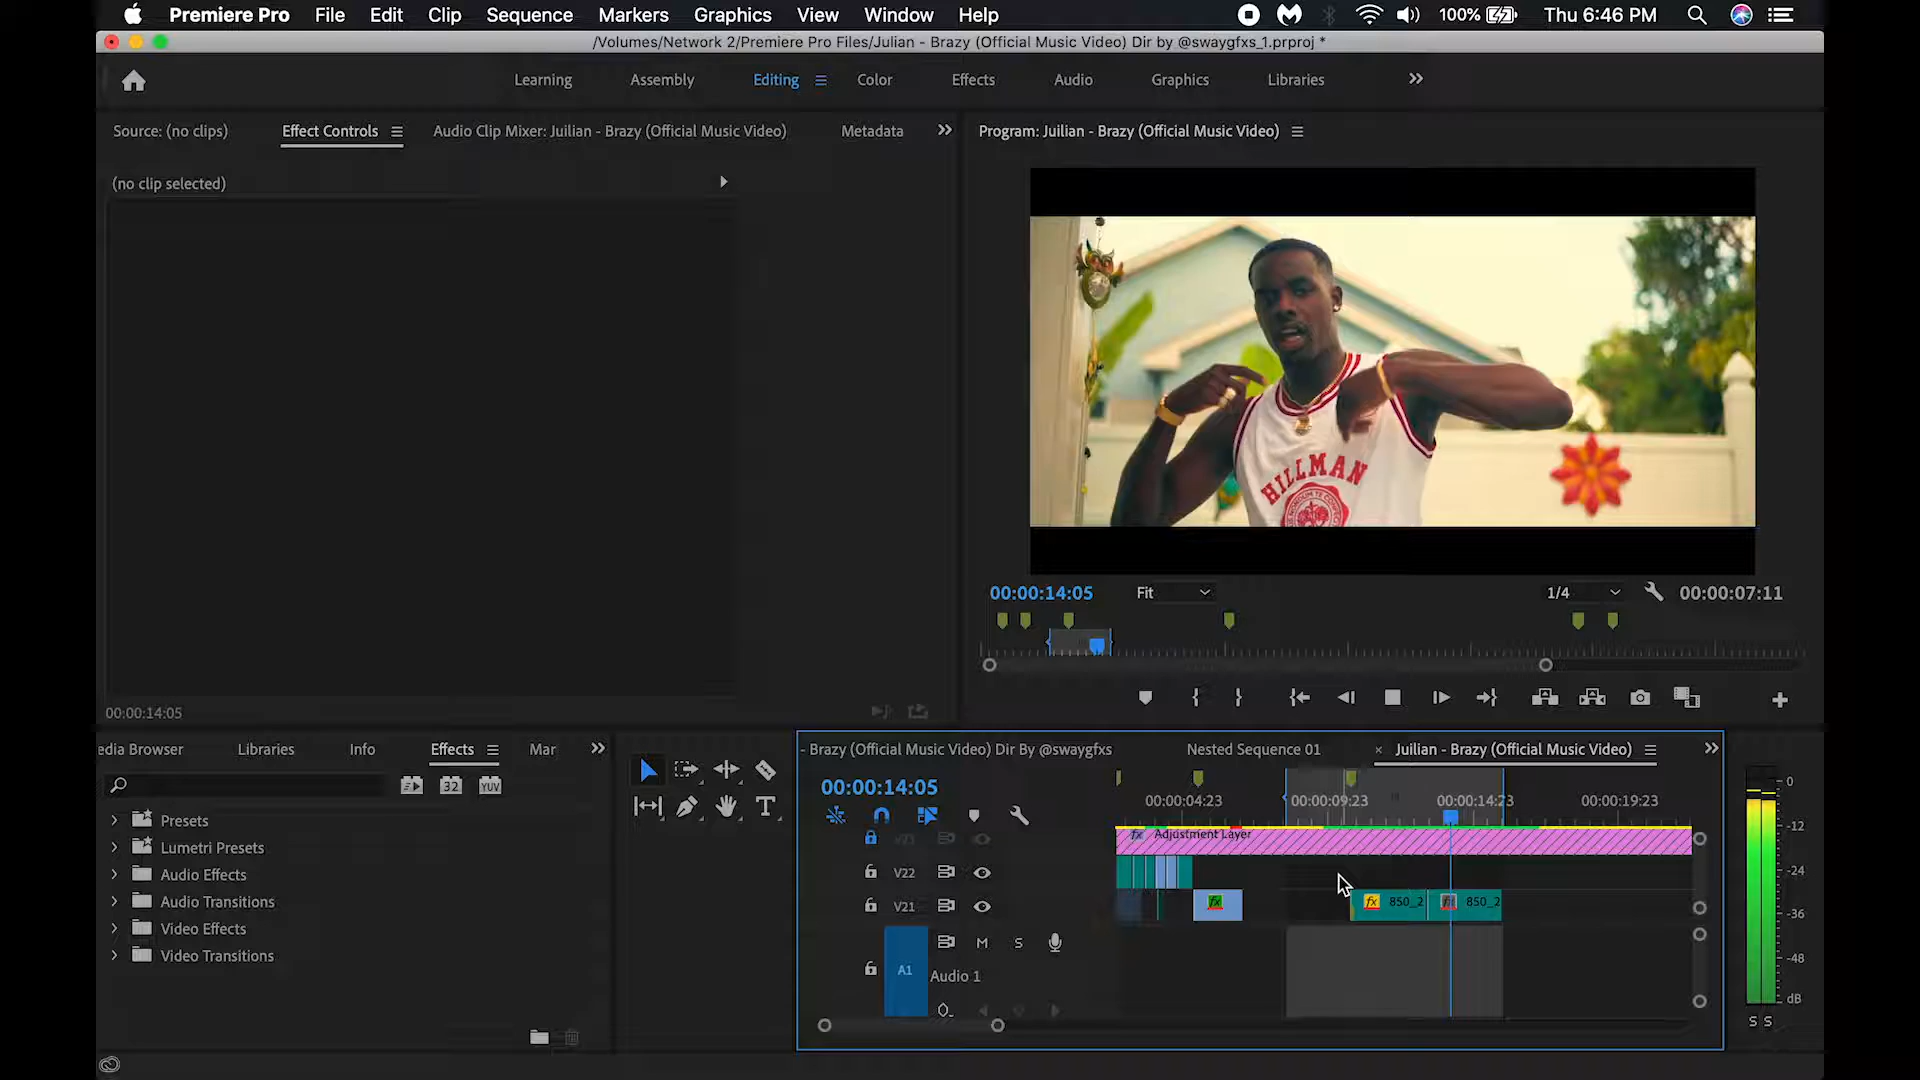 Premiere Pro File Edit Clip Sequence Markers Graphics View Window Help 100% Thu 6:46 PM
/Volumes/Network 2/Premiere Pro Files/Julian - Brazy (Official Music Video) Dir by @swaygfxs_1.prproj *
Learning Assembly Editing Color Effects Audio Graphics Libraries
Source: (no clips) Effect Controls Audio Clip Mixer: Juilian - Brazy (Official Music Video) Metadata
Program: Juilian - Brazy (Official Music Video)
(no clip selected)
HILLMAN
00:00:14:05 Fit 1/4 00:00:07:11
00:00:14:05
edia Browser Libraries Info Effects Mar
- Brazy (Official Music Video) Dir By @swaygfxs Nested Sequence 01 × Juilian - Brazy (Official Music Video)
32 YUV
00:00:14:05
00:00:04:23 00:00:09:23 00:00:14:23 00:00:19:23
Presets
Lumetri Presets
Audio Effects
Audio Transitions
Video Effects
Video Transitions
fx Adjustment Layer
V22
V21 fx fx 850_2 fx 850_2
M S
A1 Audio 1
0
-12
-24
-36
-48
dB
S S